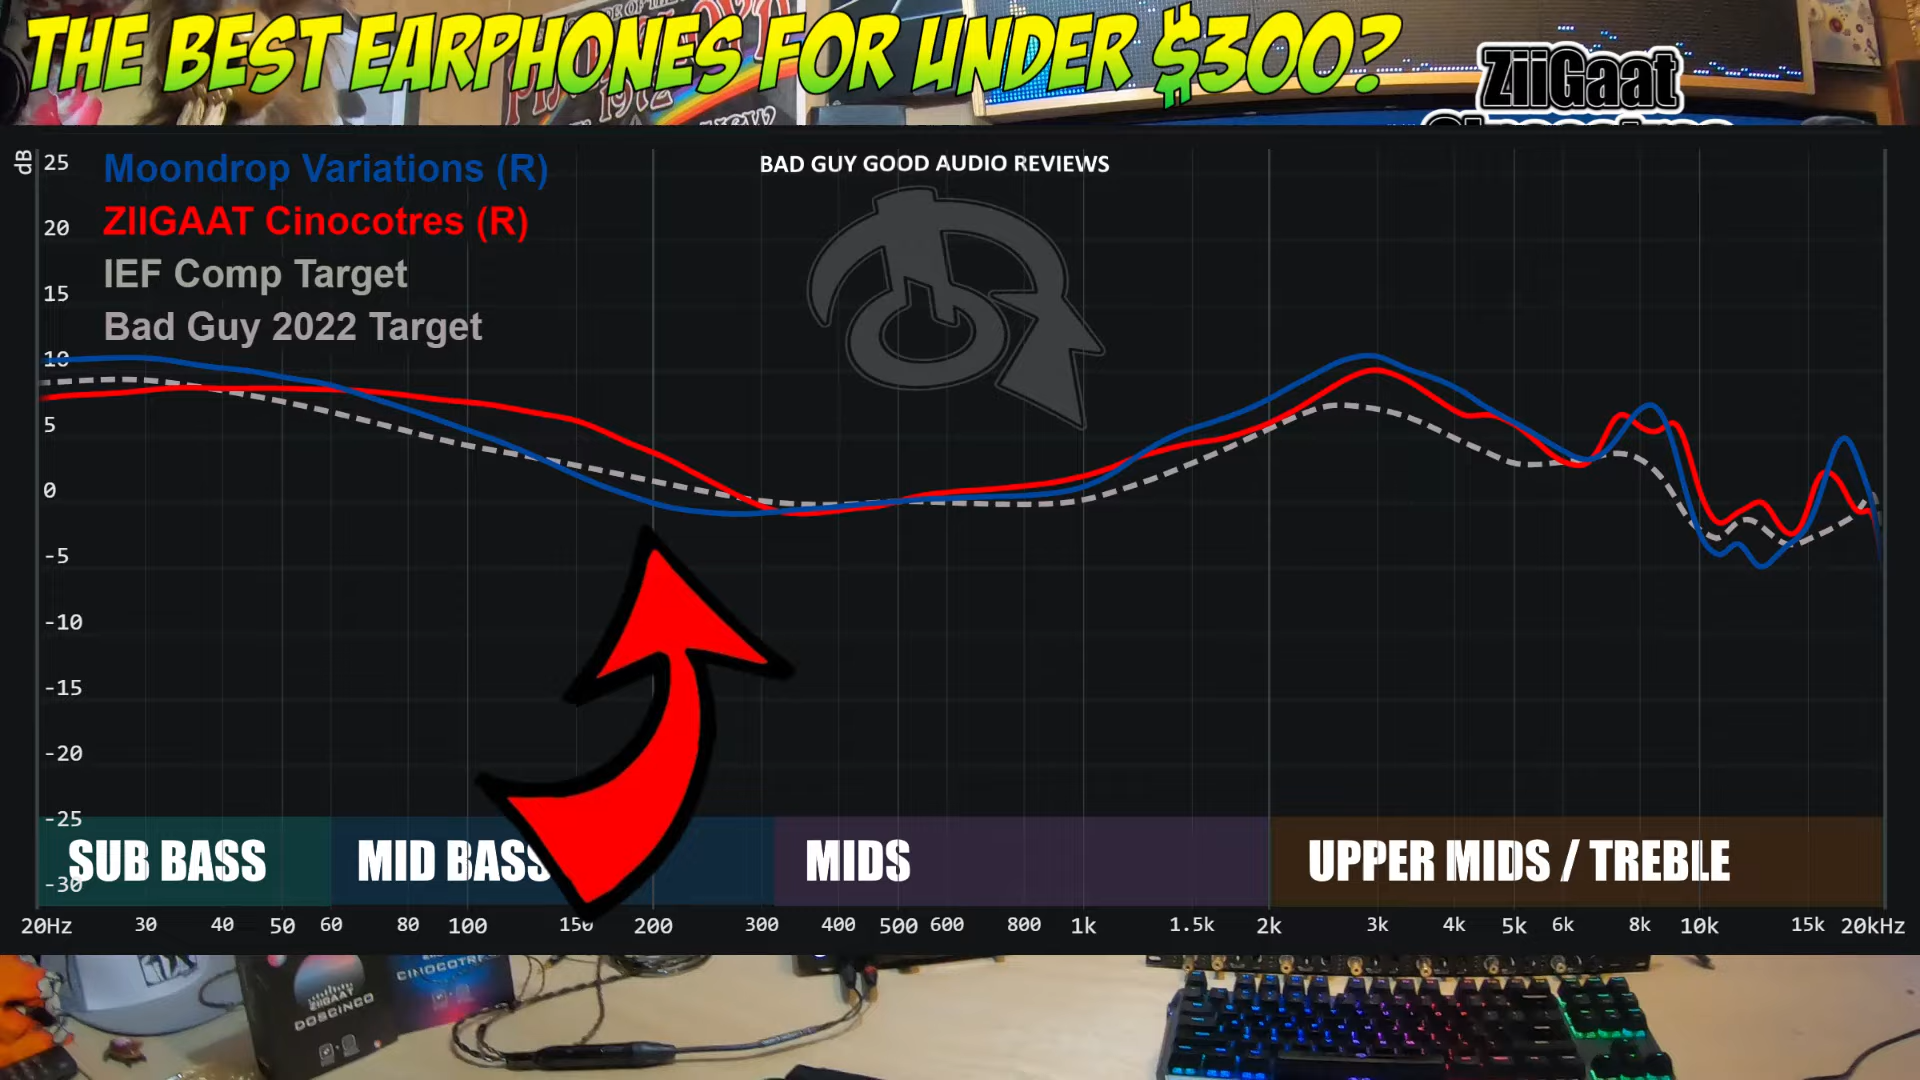 THE BEST EARPHONES FOR UNDER $300?
ZiiGaat
dB
25
Moondrop Variations (R)
BAD GUY GOOD AUDIO REVIEWS
20
ZIIGAAT Cinocotres (R)
15
IEF Comp Target
Bad Guy 2022 Target
10
5
0
-5
-10
-15
-20
-25
-30
SUB BASS MID BASS MIDS UPPER MIDS / TREBLE
20Hz 30 40 50 60 80 100 150 200 300 400 500 600 800 1k 1.5k 2k 3k 4k 5k 6k 8k 10k 15k 20kHz
ZIIGAAT
DOSCINCO